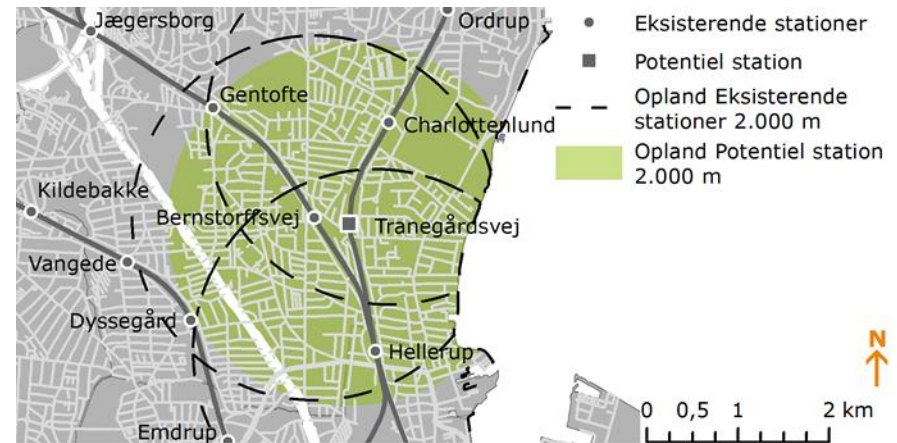 Jægersborg
Ordrup
Gentofte
Charlottenlund
Kildebakke
Bernstorffsvej
Tranegårdsvej
Vangede
Dyssegård
Hellerup
Emdrup
Eksisterende stationer
Potentiel station
Opland Eksisterende
stationer 2.000 m
Opland Potentiel station
2.000 m
N
0 0,5 1 2 km